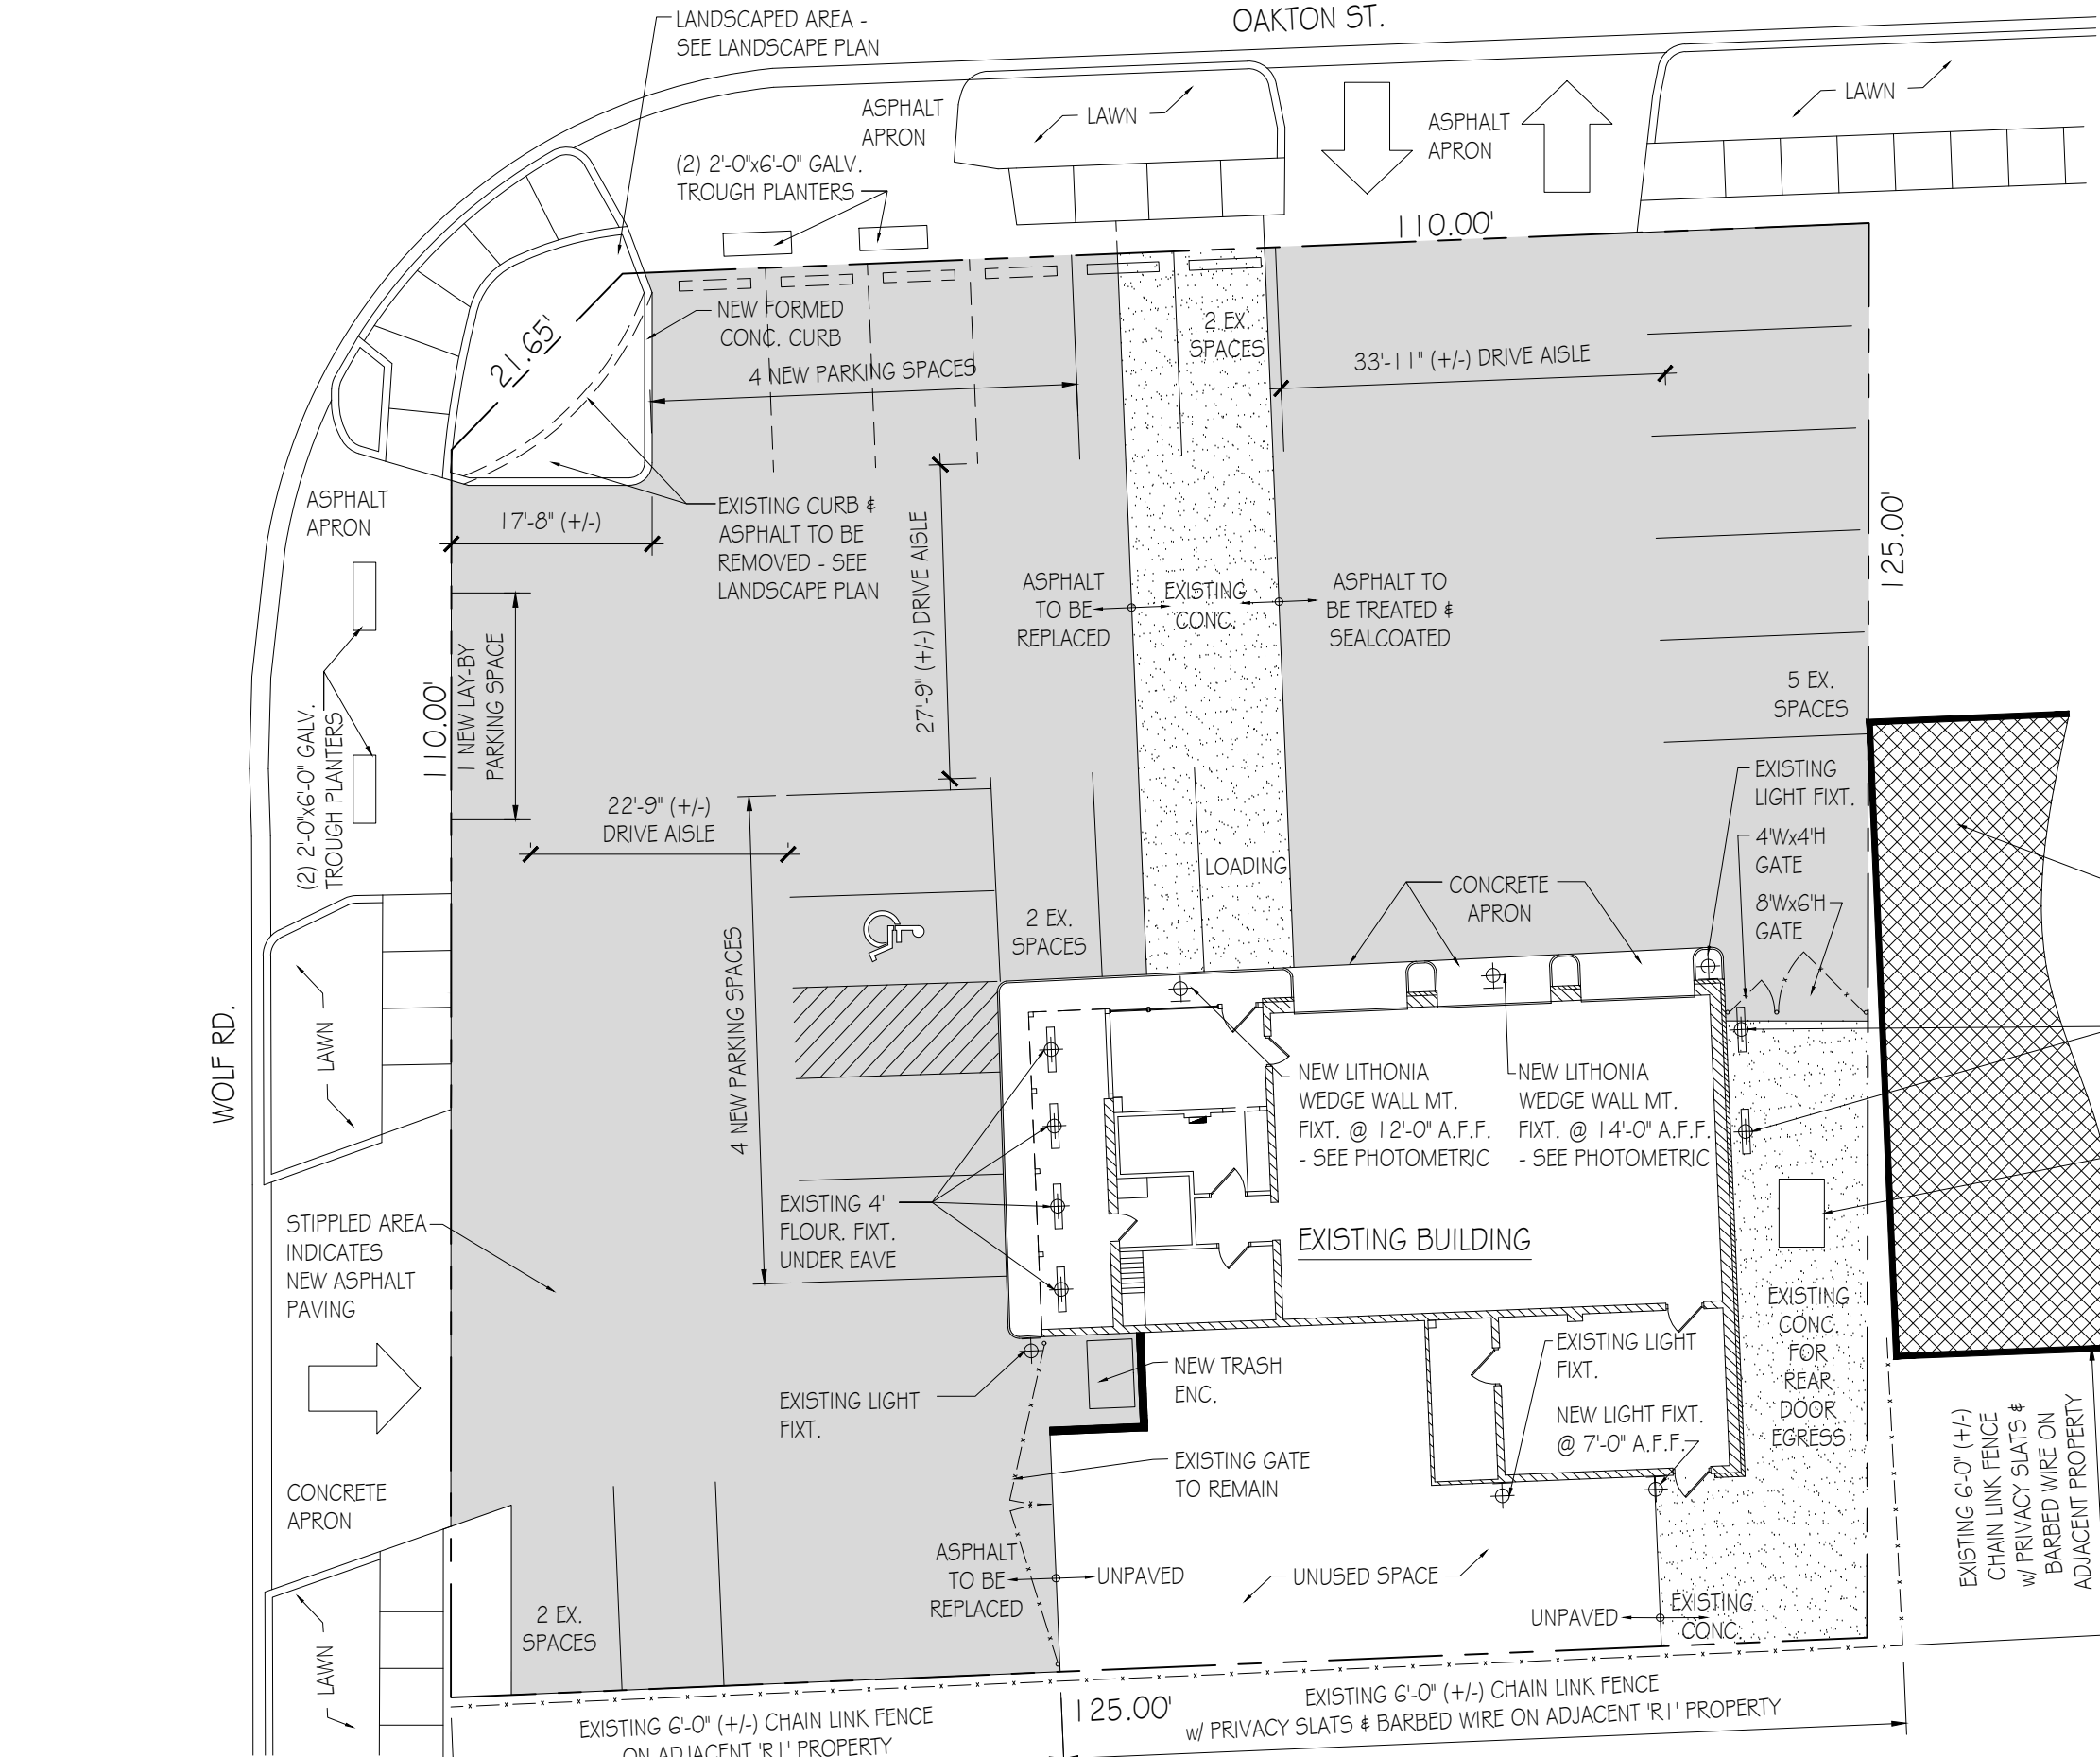 OAKTON ST.
LANDSCAPED AREA -
SEE LANDSCAPE PLAN
ASPHALT
APRON
LAWN
ASPHALT
APRON
LAWN
(2) 2'-0"x6'-0" GALV.
TROUGH PLANTERS
110.00'
21.65'
NEW FORMED
CONC. CURB
4 NEW PARKING SPACES
2 EX.
SPACES
33'-11" (+/-) DRIVE AISLE
ASPHALT
APRON
17'-8" (+/-)
EXISTING CURB &
ASPHALT TO BE
REMOVED - SEE
LANDSCAPE PLAN
27'-9" (+/-) DRIVE AISLE
ASPHALT
TO BE
REPLACED
EXISTING
CONC.
ASPHALT TO
BE TREATED &
SEALCOATED
125.00'
(2) 2'-0"x6'-0" GALV.
TROUGH PLANTERS
110.00'
1 NEW LAY-BY
PARKING SPACE
5 EX.
SPACES
22'-9" (+/-)
DRIVE AISLE
EXISTING
LIGHT FIXT.
4'Wx4'H
GATE
8'Wx6'H
GATE
LOADING
CONCRETE
APRON
2 EX.
SPACES
4 NEW PARKING SPACES
WOLF RD.
LAWN
NEW LITHONIA
WEDGE WALL MT.
FIXT. @ 12'-0" A.F.F.
- SEE PHOTOMETRIC
NEW LITHONIA
WEDGE WALL MT.
FIXT. @ 14'-0" A.F.F.
- SEE PHOTOMETRIC
EXISTING 4'
FLOUR. FIXT.
UNDER EAVE
EXISTING BUILDING
STIPPLED AREA
INDICATES
NEW ASPHALT
PAVING
EXISTING
CONC.
FOR
REAR
DOOR
EGRESS
EXISTING LIGHT
FIXT.
NEW TRASH
ENC.
EXISTING LIGHT
FIXT.
NEW LIGHT FIXT.
@ 7'-0" A.F.F.
EXISTING GATE
TO REMAIN
CONCRETE
APRON
EXISTING 6'-0" (+/-)
CHAIN LINK FENCE
w/ PRIVACY SLATS &
BARBED WIRE ON
ADJACENT PROPERTY
ASPHALT
TO BE
REPLACED
UNPAVED
UNUSED SPACE
UNPAVED
EXISTING
CONC.
2 EX.
SPACES
LAWN
125.00'
EXISTING 6'-0" (+/-) CHAIN LINK FENCE
w/ PRIVACY SLATS & BARBED WIRE ON ADJACENT 'R1' PROPERTY
EXISTING 6'-0" (+/-) CHAIN LINK FENCE
ON ADJACENT 'R1' PROPERTY